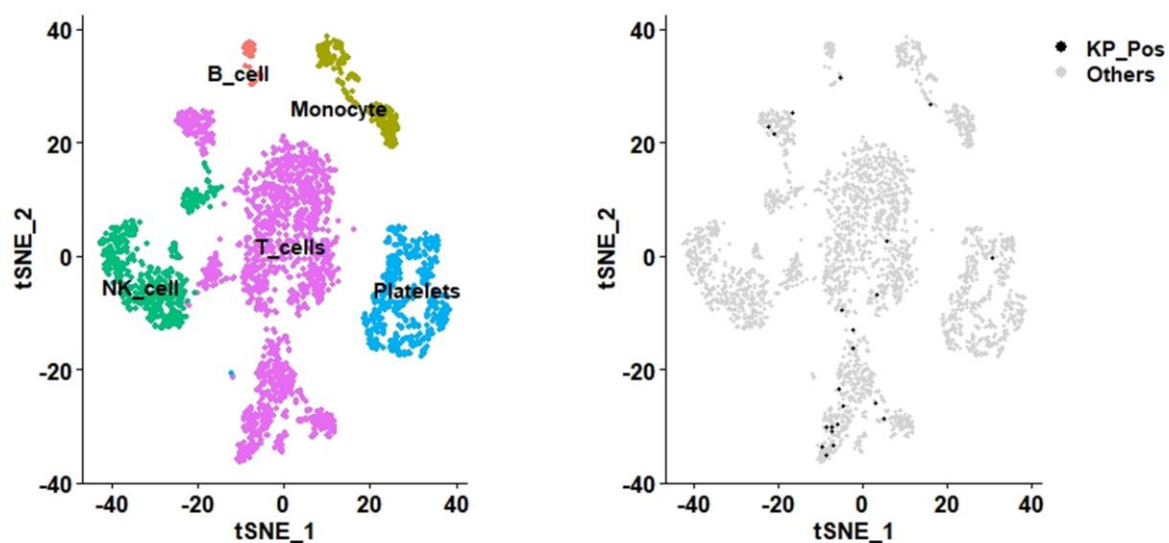 40
20
0
-20
-40
tSNE_2
-40 -20 0 20 40
tSNE_1
B_cell
Monocyte
T_cells
NK_cell
Platelets
40
20
0
-20
-40
tSNE_2
-40 -20 0 20 40
tSNE_1
KP_Pos
Others